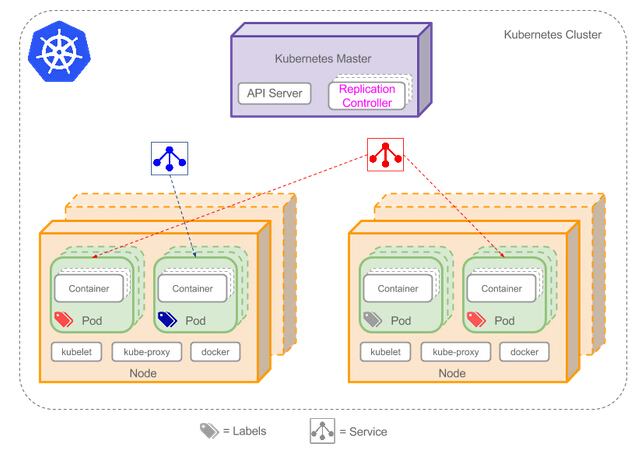 Kubernetes Cluster
Kubernetes Master
API Server
Replication
Controller
Container
Pod
Container
Pod
kubelet
kube-proxy
docker
Node
Container
Pod
Container
Pod
kubelet
kube-proxy
docker
Node
= Labels
= Service